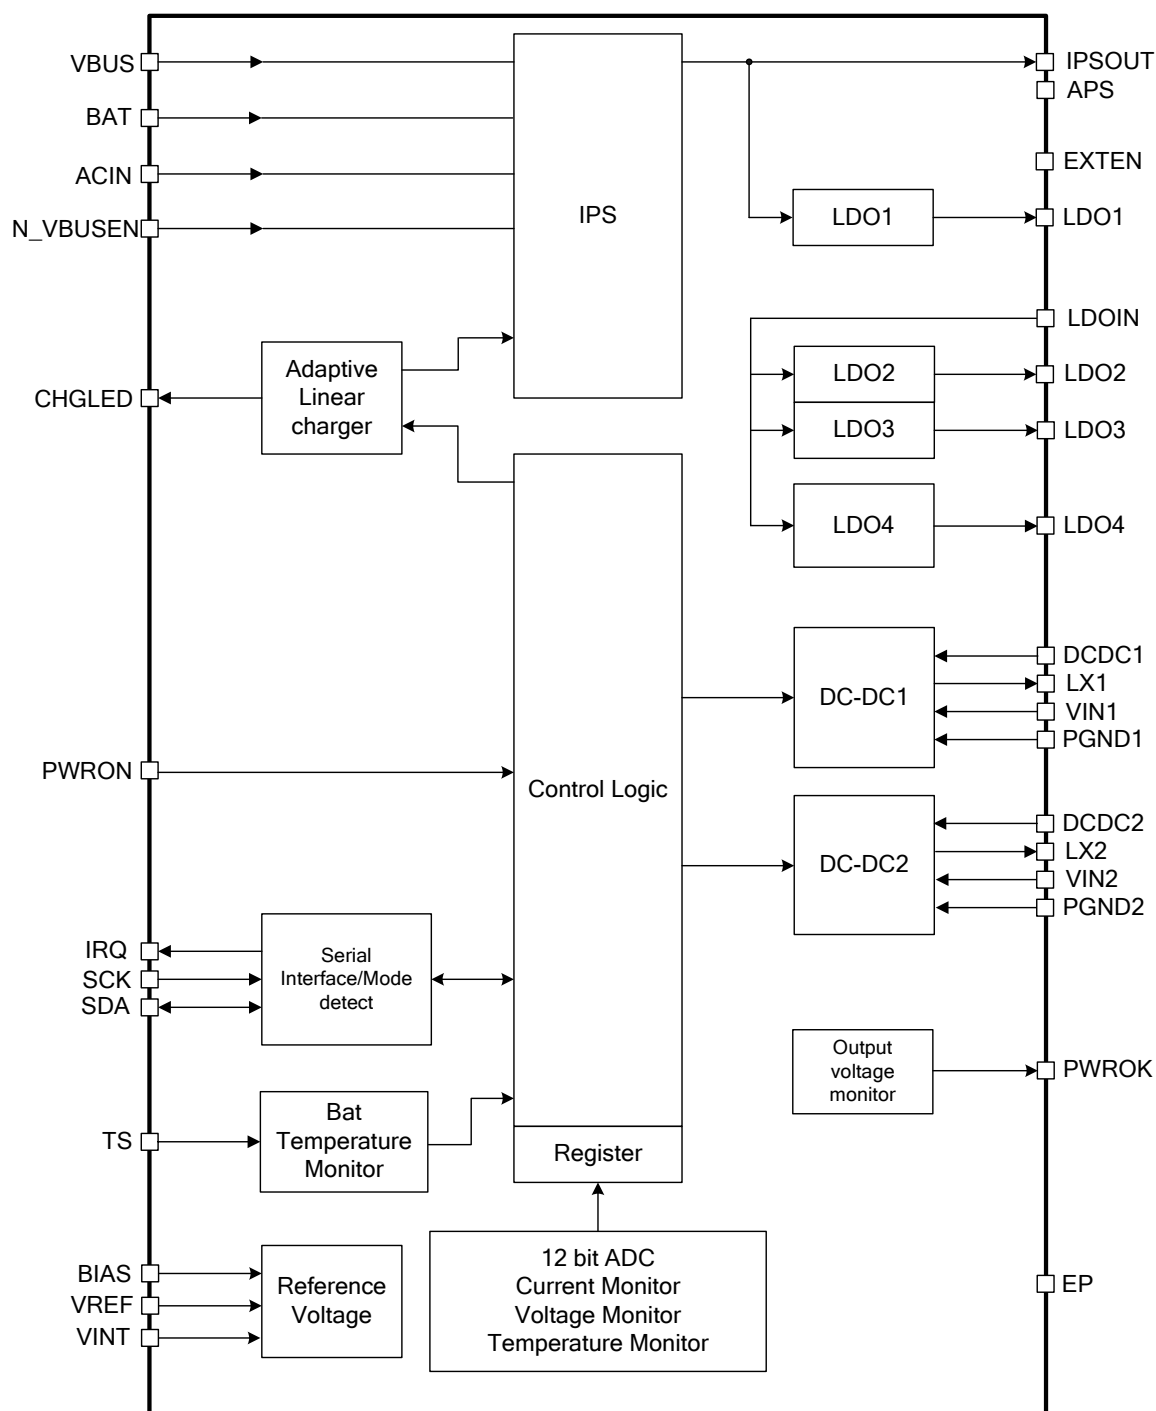 VBUS
IPSOUT
APS
BAT
EXTEN
ACIN
IPS
LDO1
LDO1
N_VBUSEN
LDOIN
Adaptive
Linear
charger
LDO2
LDO2
CHGLED
LDO3
LDO3
LDO4
LDO4
DCDC1
LX1
DC-DC1
VIN1
PGND1
PWRON
Control Logic
DCDC2
LX2
DC-DC2
VIN2
PGND2
IRQ
SCK
SDA
Serial
Interface/Mode
detect
Output
voltage
monitor
PWROK
TS
Bat
Temperature
Monitor
Register
BIAS
VREF
VINT
Reference
Voltage
12 bit ADC
Current Monitor
Voltage Monitor
Temperature Monitor
EP